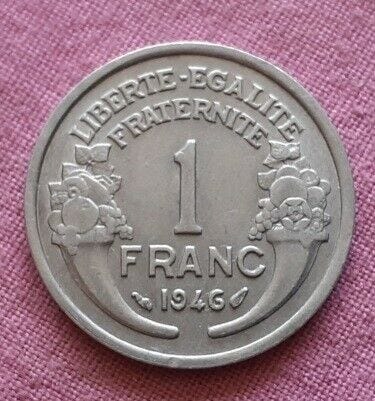 LIBERTE-EGALITE
FRATERNITE
1
FRANC
1946